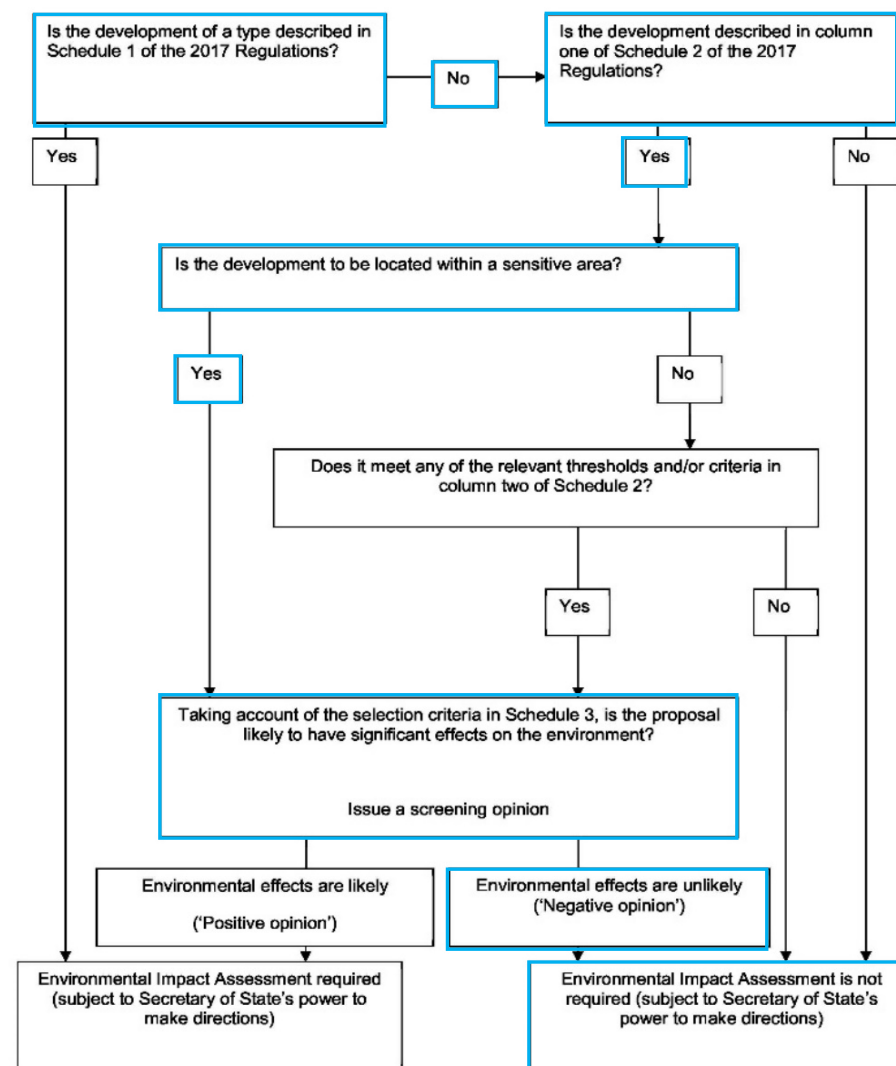 Is the development of a type described in
Schedule 1 of the 2017 Regulations?
No
Is the development described in column
one of Schedule 2 of the 2017
Regulations?
Yes
Yes
No
Is the development to be located within a sensitive area?
Yes
No
Does it meet any of the relevant thresholds and/or criteria in
column two of Schedule 2?
Yes
No
Taking account of the selection criteria in Schedule 3, is the proposal
likely to have significant effects on the environment?
Issue a screening opinion
Environmental effects are likely
(‘Positive opinion’)
Environmental effects are unlikely
(‘Negative opinion’)
Environmental Impact Assessment required
(subject to Secretary of State’s power to
make directions)
Environmental Impact Assessment is not
required (subject to Secretary of State’s
power to make directions)